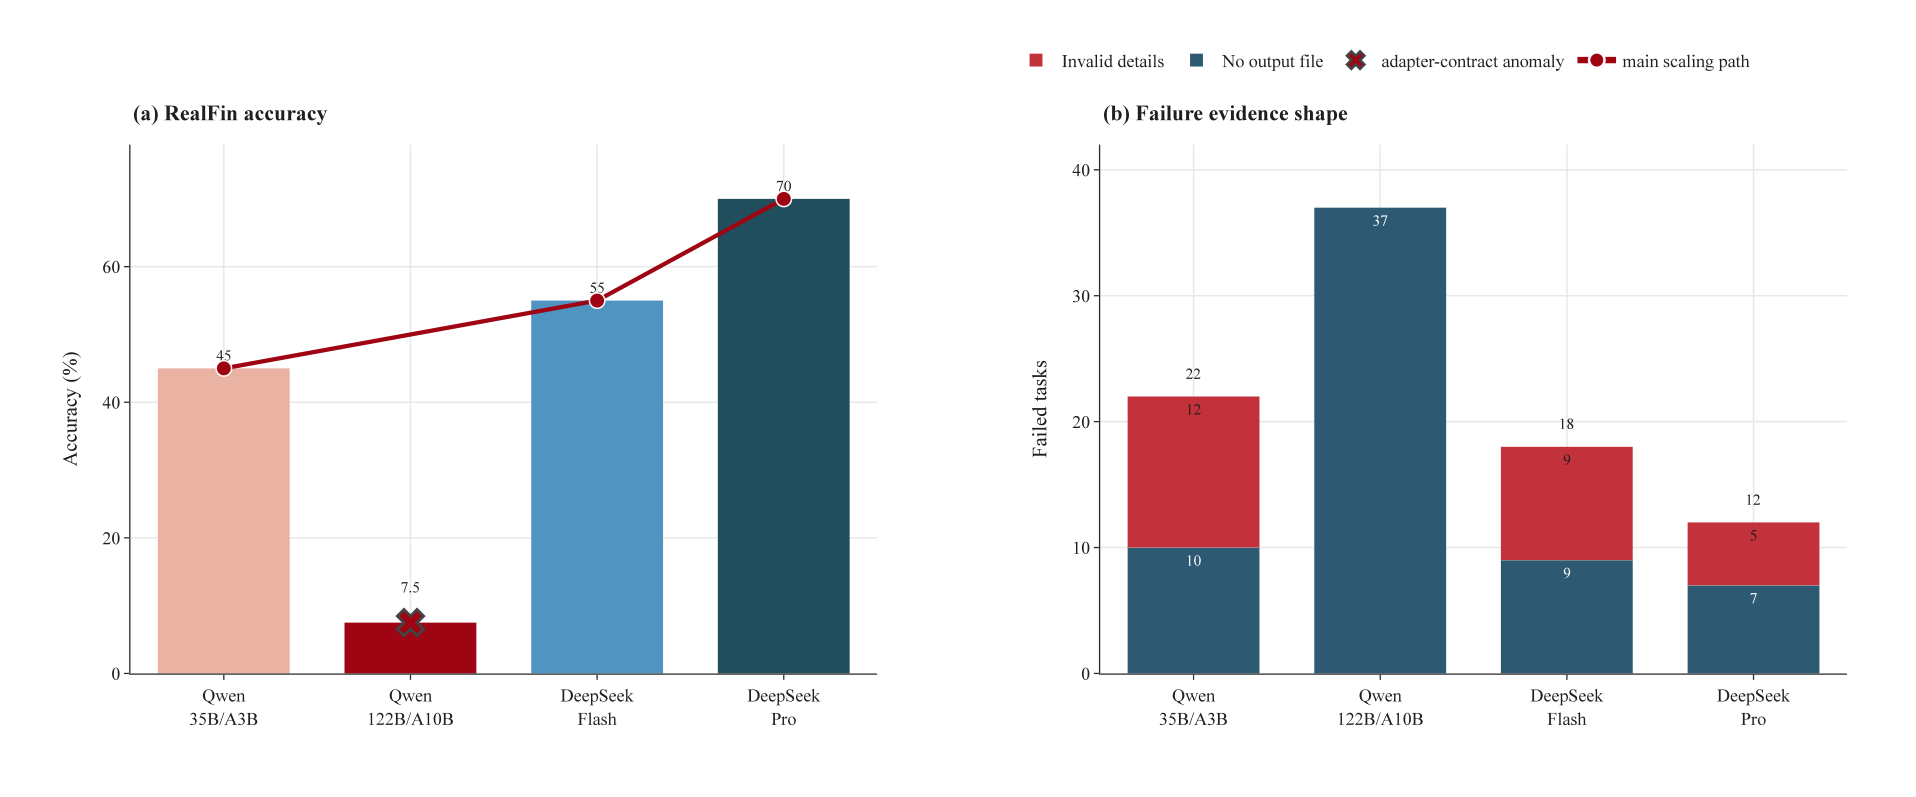 Invalid details
No output file
adapter-contract anomaly
main scaling path
(a) RealFin accuracy
Accuracy (%)
60
40
20
0
45
7.5
55
70
Qwen
35B/A3B
Qwen
122B/A10B
DeepSeek
Flash
DeepSeek
Pro
(b) Failure evidence shape
Failed tasks
40
30
20
10
0
22
12
10
37
18
9
9
12
5
7
Qwen
35B/A3B
Qwen
122B/A10B
DeepSeek
Flash
DeepSeek
Pro